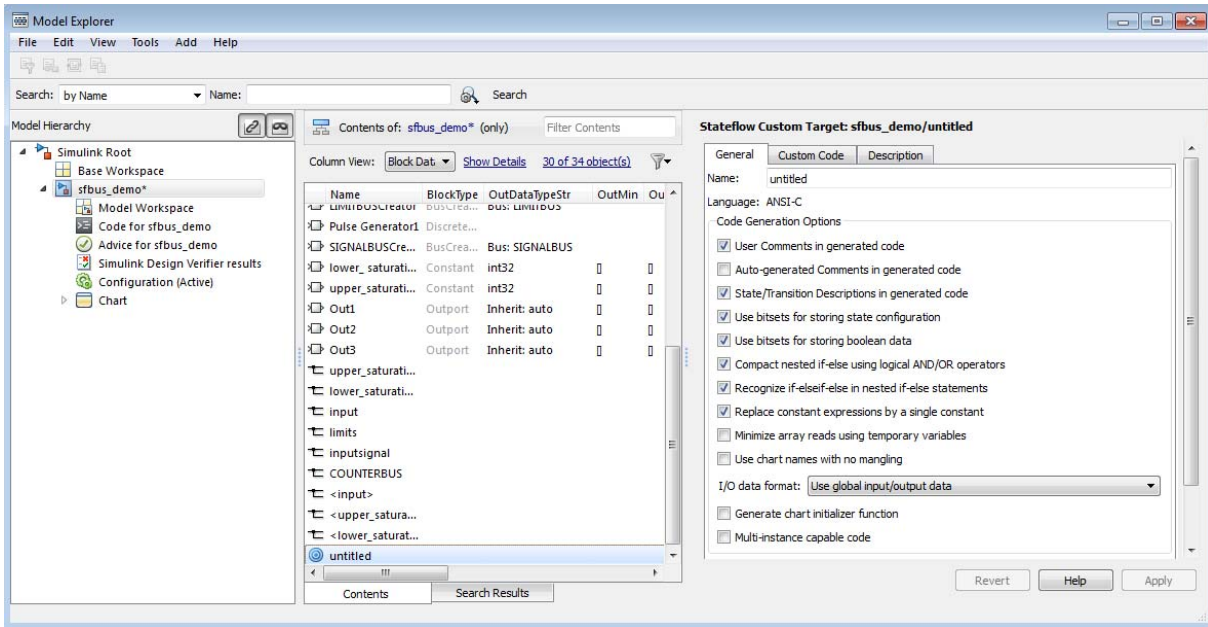 Model Explorer
File Edit View Tools Add Help
Search: by Name Name: Search
Model Hierarchy
Simulink Root
Base Workspace
sfbus_demo*
Model Workspace
Code for sfbus_demo
Advice for sfbus_demo
Simulink Design Verifier results
Configuration (Active)
Chart
Contents of: sfbus_demo* (only) Filter Contents
Column View: Block Data Show Details 30 of 34 object(s)
Name BlockType OutDataTypeStr OutMin Ou
LIMITBUSCreator BusCrea... Bus: LIMITBUS
Pulse Generator1 Discrete...
SIGNALBUSCre... BusCrea... Bus: SIGNALBUS
lower_ saturati... Constant int32 [] []
upper_saturati... Constant int32 [] []
Out1 Outport Inherit: auto [] []
Out2 Outport Inherit: auto [] []
Out3 Outport Inherit: auto [] []
upper_saturati...
lower_saturati...
input
limits
inputsignal
COUNTERBUS
<input>
<upper_satura...
<lower_saturat...
untitled
Contents Search Results
Stateflow Custom Target: sfbus_demo/untitled
General Custom Code Description
Name: untitled
Language: ANSI-C
Code Generation Options
User Comments in generated code
Auto-generated Comments in generated code
State/Transition Descriptions in generated code
Use bitsets for storing state configuration
Use bitsets for storing boolean data
Compact nested if-else using logical AND/OR operators
Recognize if-elseif-else in nested if-else statements
Replace constant expressions by a single constant
Minimize array reads using temporary variables
Use chart names with no mangling
I/O data format: Use global input/output data
Generate chart initializer function
Multi-instance capable code
Revert Help Apply